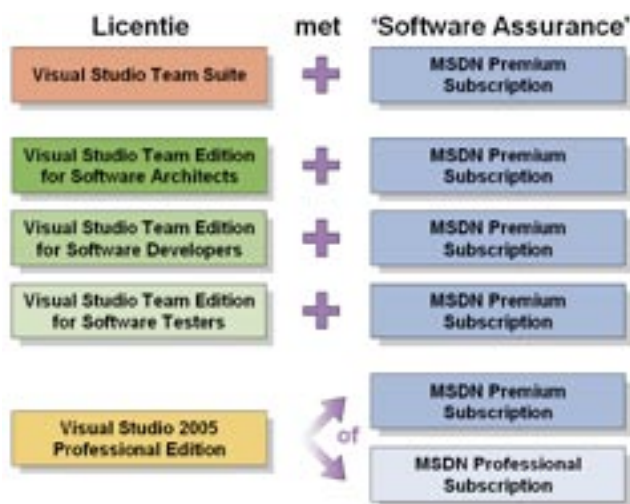 Licentie met 'Software Assurance'
Visual Studio Team Suite
MSDN Premium
Subscription
Visual Studio Team Edition
for Software Architects
MSDN Premium
Subscription
Visual Studio Team Edition
for Software Developers
MSDN Premium
Subscription
Visual Studio Team Edition
for Software Testers
MSDN Premium
Subscription
Visual Studio 2005
Professional Edition
of
MSDN Premium
Subscription
MSDN Professional
Subscription